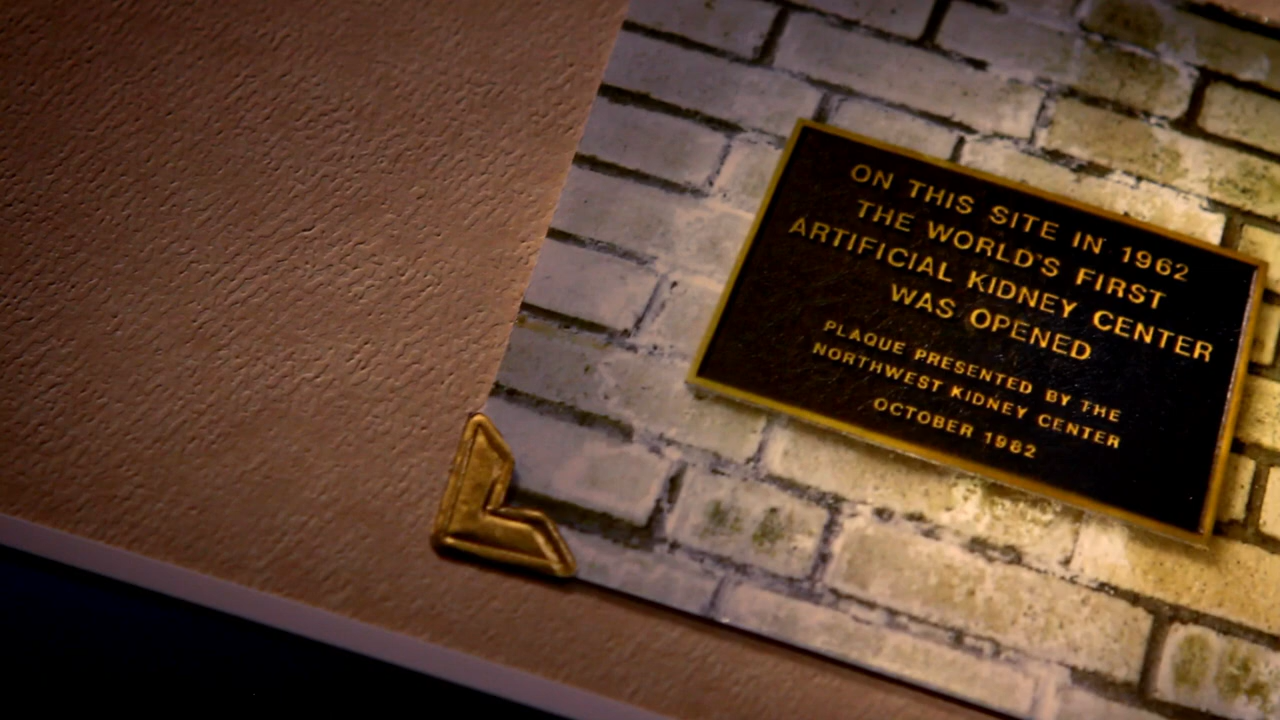 ON THIS SITE IN 1962
THE WORLD'S FIRST
ARTIFICIAL KIDNEY CENTER
WAS OPENED
PLAQUE PRESENTED BY THE
NORTHWEST KIDNEY CENTER
OCTOBER 1982